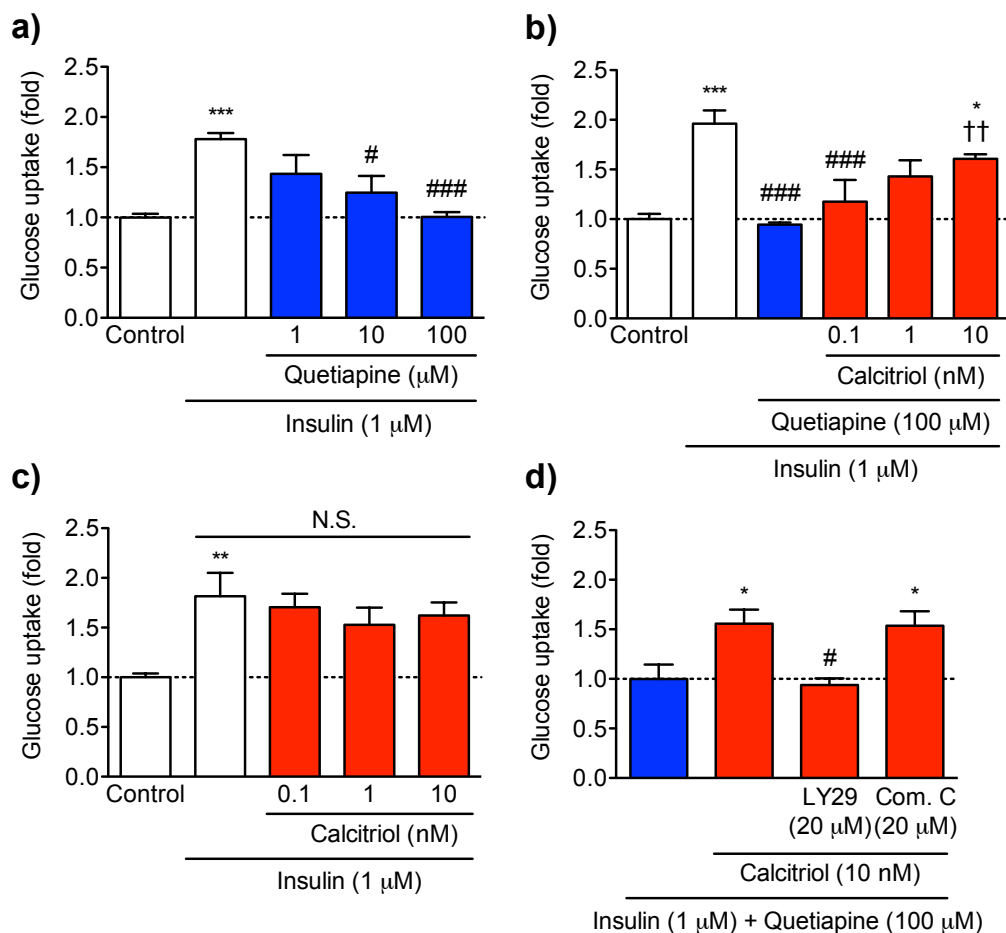 a)
Glucose uptake (fold)
2.5
2.0
1.5
1.0
0.5
0.0
***
#
###
Control
1 10 100
Quetiapine (μM)
Insulin (1 μM)
b)
Glucose uptake (fold)
2.5
2.0
1.5
1.0
0.5
0.0
***
###
###
*
††
Control
0.1 1 10
Calcitriol (nM)
Quetiapine (100 μM)
Insulin (1 μM)
c)
Glucose uptake (fold)
2.5
2.0
1.5
1.0
0.5
0.0
N.S.
**
Control
0.1 1 10
Calcitriol (nM)
Insulin (1 μM)
d)
Glucose uptake (fold)
2.5
2.0
1.5
1.0
0.5
0.0
*
#
*
LY29 Com. C
(20 μM) (20 μM)
Calcitriol (10 nM)
Insulin (1 μM) + Quetiapine (100 μM)